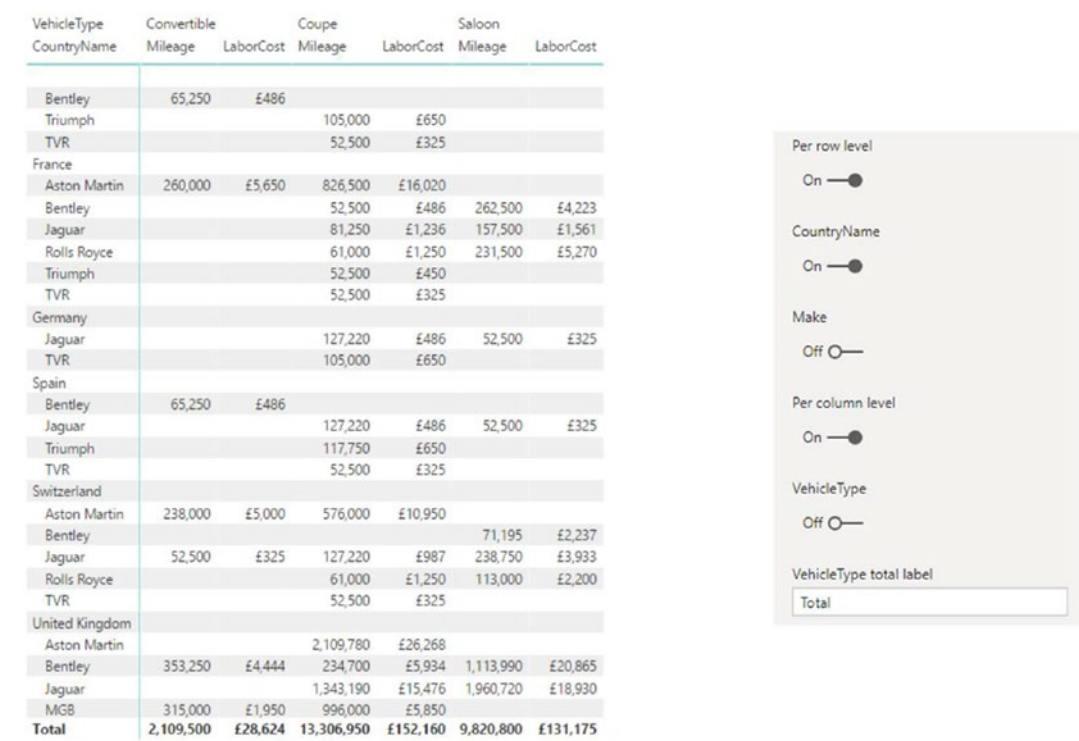 VehicleType Convertible Coupe Saloon
CountryName Mileage LaborCost Mileage LaborCost Mileage LaborCost
Bentley 65,250 £486
Triumph 105,000 £650
TVR 52,500 £325
France
Aston Martin 260,000 £5,650 826,500 £16,020
Bentley 52,500 £486 262,500 £4,223
Jaguar 81,250 £1,236 157,500 £1,561
Rolls Royce 61,000 £1,250 231,500 £5,270
Triumph 52,500 £450
TVR 52,500 £325
Germany
Jaguar 127,220 £486 52,500 £325
TVR 105,000 £650
Spain
Bentley 65,250 £486
Jaguar 127,220 £486 52,500 £325
Triumph 117,750 £650
TVR 52,500 £325
Switzerland
Aston Martin 238,000 £5,000 576,000 £10,950
Bentley 71,195 £2,237
Jaguar 52,500 £325 127,220 £987 238,750 £3,933
Rolls Royce 61,000 £1,250 113,000 £2,200
TVR 52,500 £325
United Kingdom
Aston Martin 2,109,780 £26,268
Bentley 353,250 £4,444 234,700 £5,934 1,113,990 £20,865
Jaguar 1,343,190 £15,476 1,960,720 £18,930
MGB 315,000 £1,950 996,000 £5,850
Total 2,109,500 £28,624 13,306,950 £152,160 9,820,800 £131,175
Per row level
On
CountryName
On
Make
Off
Per column level
On
VehicleType
Off
VehicleType total label
Total